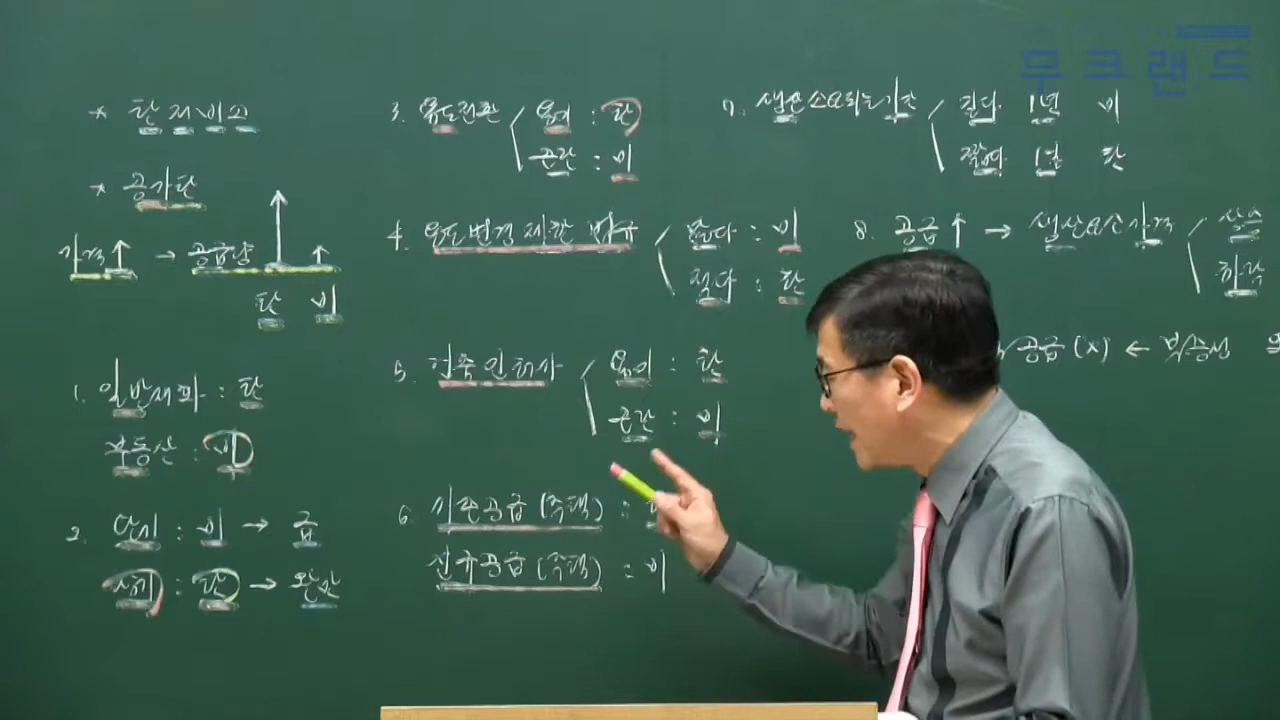 무크랜드
* 탄저비고
* 공가탄
가격↑ → 공급량 ↑ ↑
탄 비
1. 일반재화 : 탄
부동산 : 비
2. 단기 : 비 → 급
장기 : 탄 → 완만
3. 용도전환 용이 : 탄
곤란 : 비
4. 용도변경 제한 법규 많다 : 비
적다 : 탄
5. 건축 인허가 용이 : 탄
곤란 : 비
6. 기존공급 (주택) :
신규공급 (주택) : 비
7. 생산 소요되는 기간 길다 1년 비
짧다 1월 탄
8. 공급↑ → 생산요소가격 상승
하락
공급 (x) ← 부증성